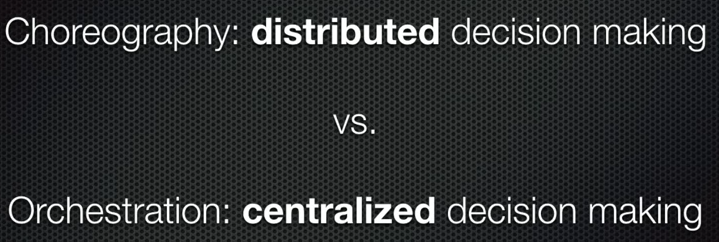 Choreography: distributed decision making
vs.
Orchestration: centralized decision making